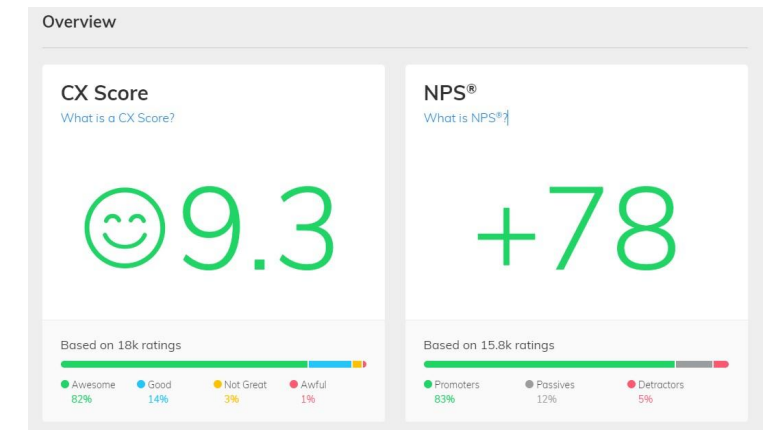 Overview
CX Score
What is a CX Score?
9.3
Based on 18k ratings
Awesome Good Not Great Awful
82% 14% 3% 1%
NPS®
What is NPS®?
+78
Based on 15.8k ratings
Promoters Passives Detractors
83% 12% 5%